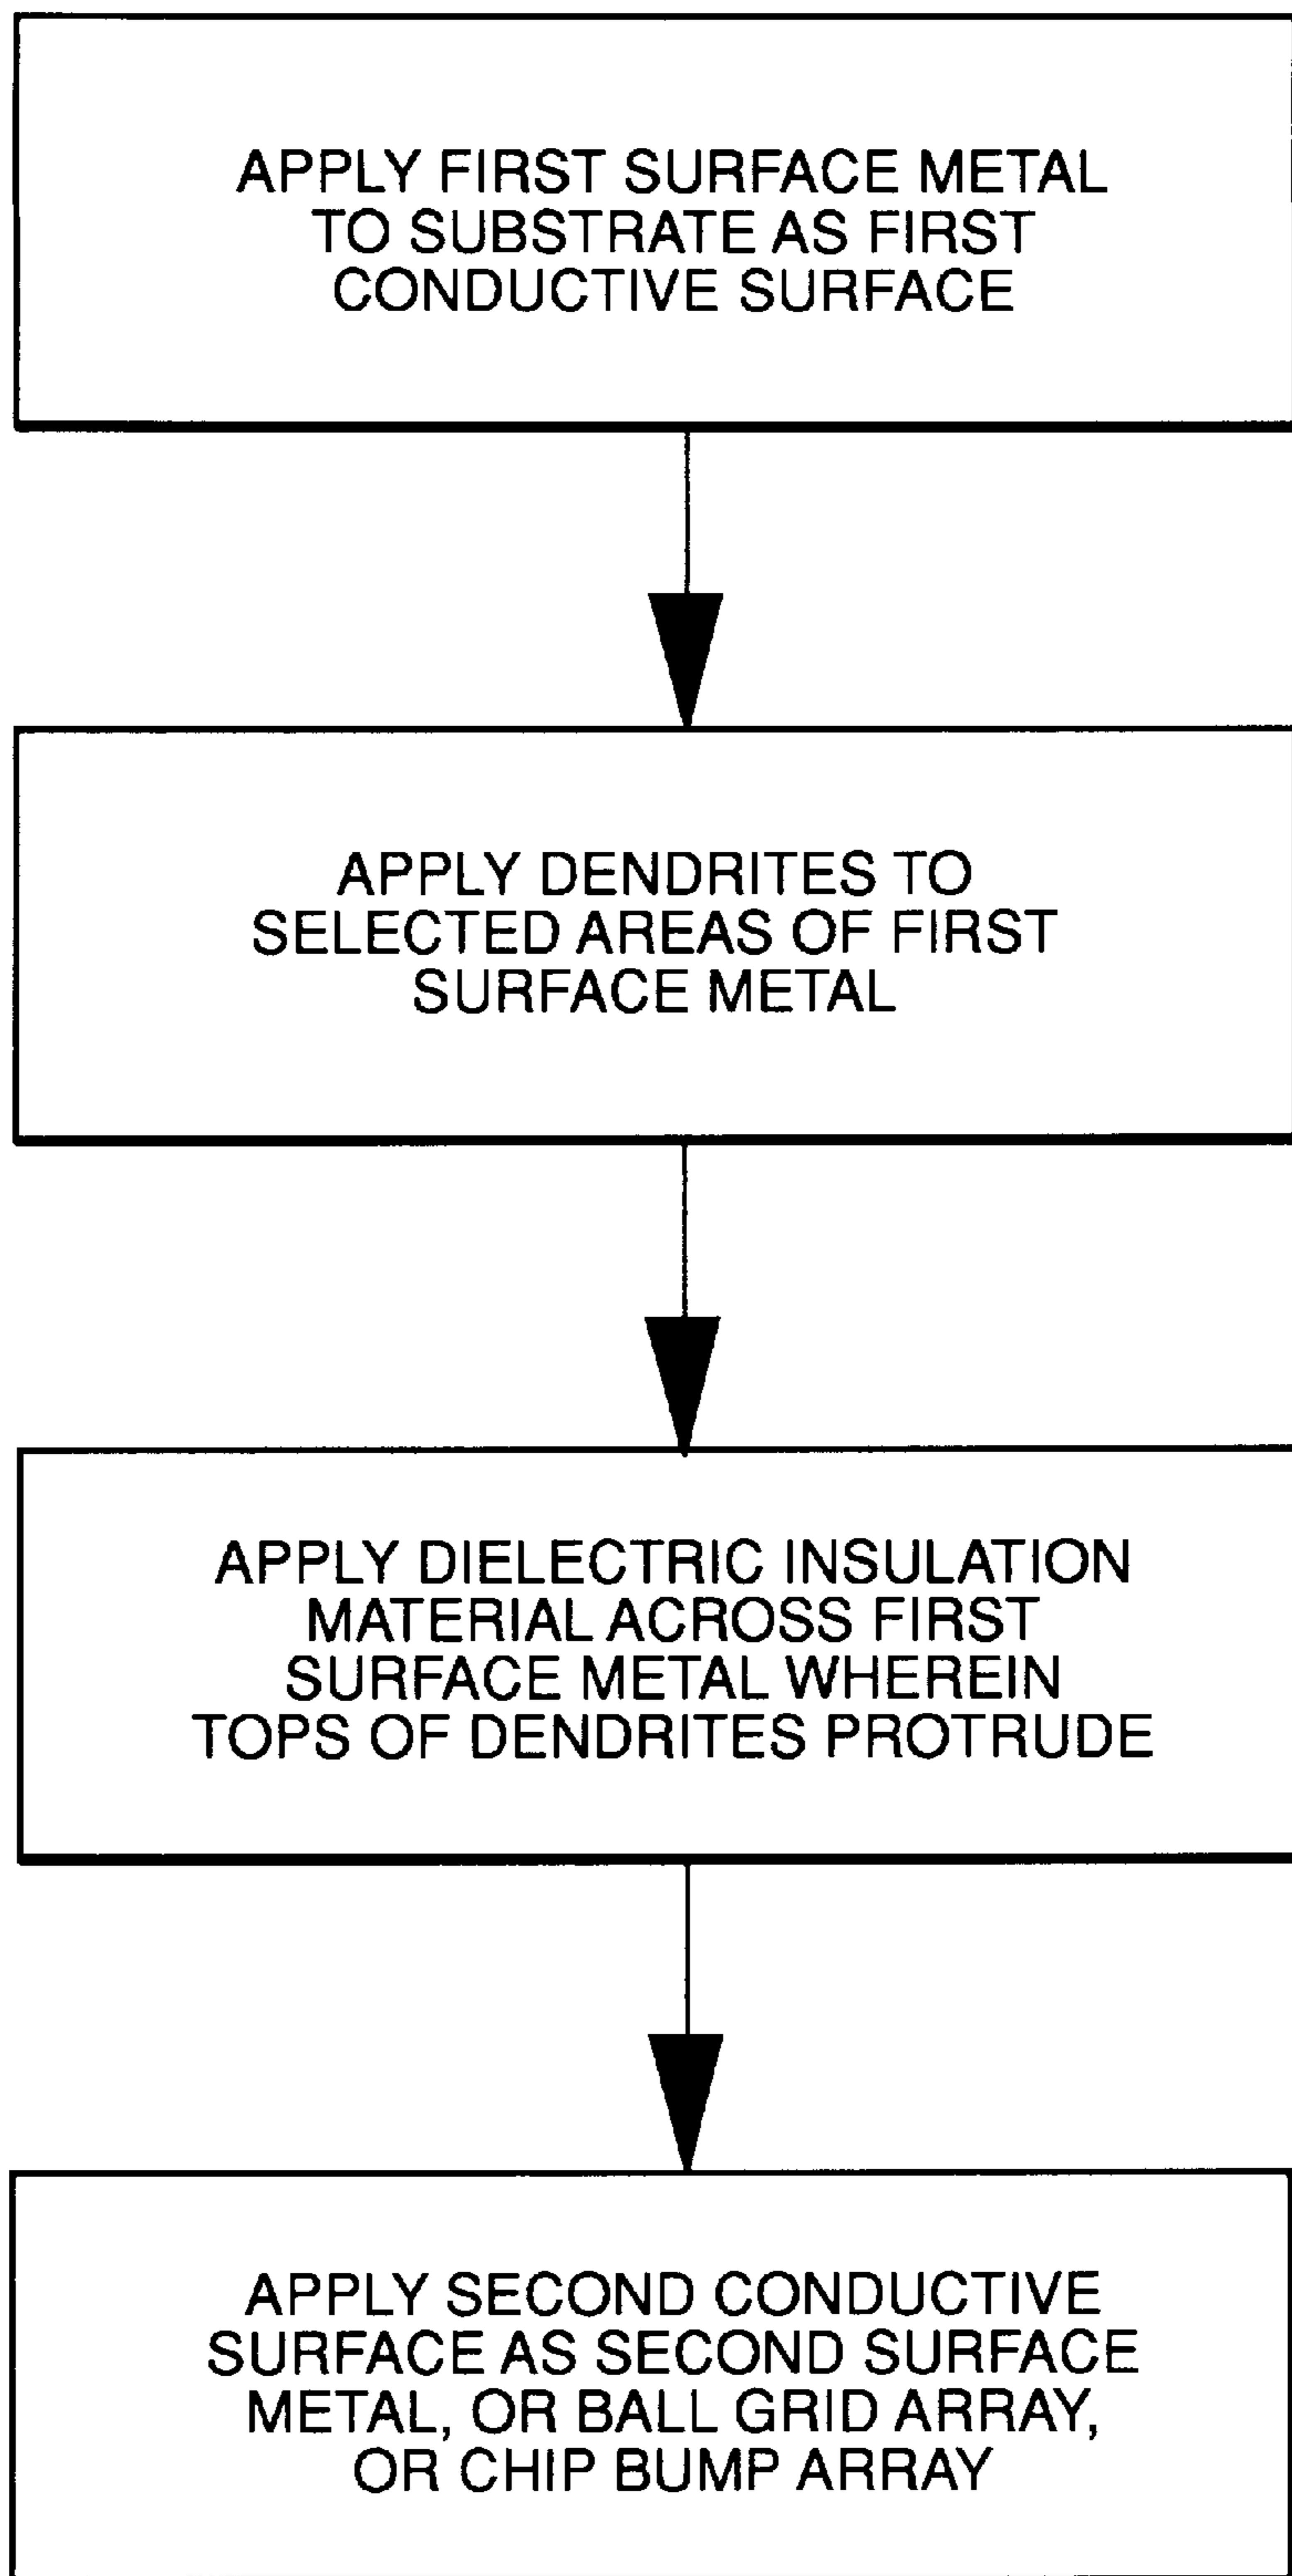 APPLY FIRST SURFACE METAL
TO SUBSTRATE AS FIRST
CONDUCTIVE SURFACE
APPLY DENDRITES TO
SELECTED AREAS OF FIRST
SURFACE METAL
APPLY DIELECTRIC INSULATION
MATERIAL ACROSS FIRST
SURFACE METAL WHEREIN
TOPS OF DENDRITES PROTRUDE
APPLY SECOND CONDUCTIVE
SURFACE AS SECOND SURFACE
METAL, OR BALL GRID ARRAY,
OR CHIP BUMP ARRAY